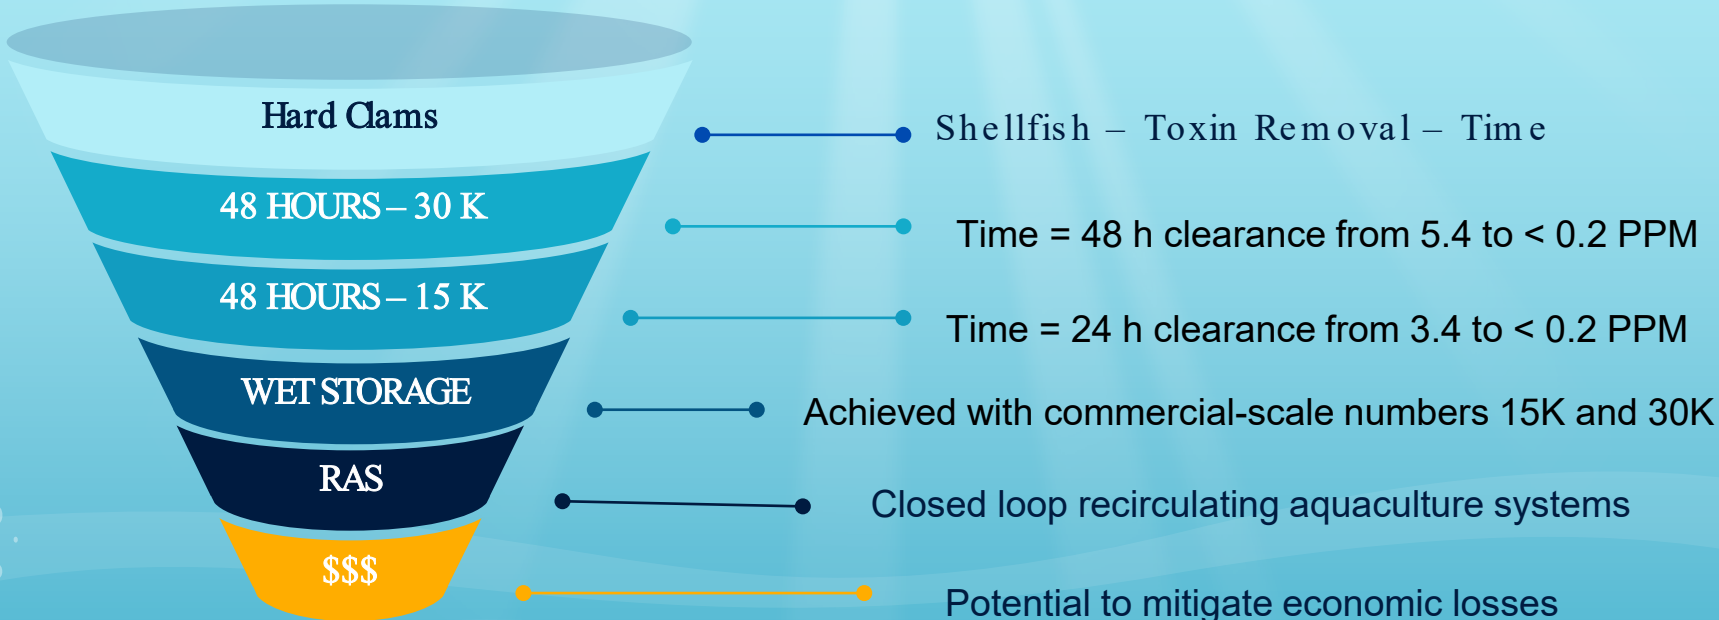 Hard Clams
Shellfish – Toxin Removal – Time
48 HOURS – 30 K
Time = 48 h clearance from 5.4 to < 0.2 PPM
48 HOURS – 15 K
Time = 24 h clearance from 3.4 to < 0.2 PPM
WET STORAGE
Achieved with commercial-scale numbers 15K and 30K
RAS
Closed loop recirculating aquaculture systems
$$$
Potential to mitigate economic losses